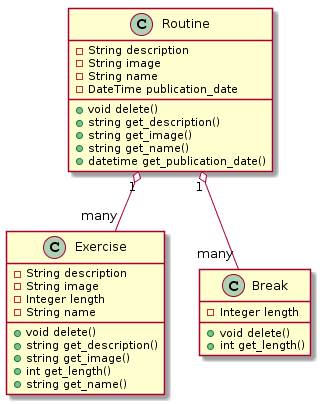 C Routine
String description
String image
String name
DateTime publication_date
void delete()
string get_description()
string get_image()
string get_name()
datetime get_publication_date()
1 1
many
many
C Exercise
String description
String image
Integer length
String name
void delete()
string get_description()
string get_image()
int get_length()
string get_name()
C Break
Integer length
void delete()
int get_length()